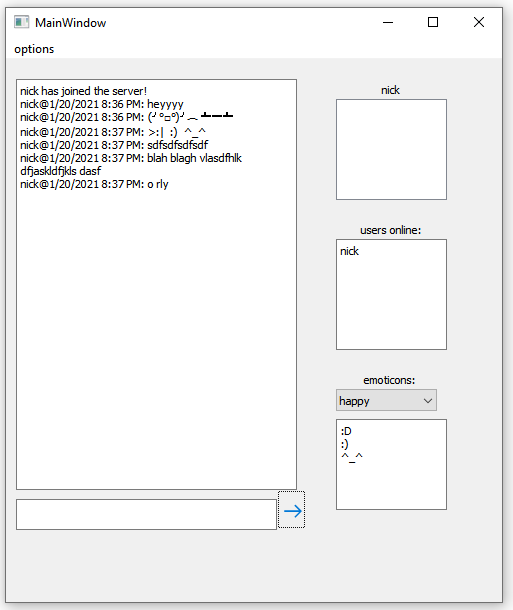 MainWindow
options
nick has joined the server!
nick@1/20/2021 8:36 PM: heyyyy
nick@1/20/2021 8:36 PM: (╯°□°)╯︵ ┻━┻
nick@1/20/2021 8:37 PM: >:| :) ^_^
nick@1/20/2021 8:37 PM: sdfsdfsdfsdf
nick@1/20/2021 8:37 PM: blah blagh vlasdfhlk
dfjaskldfjkls dasf
nick@1/20/2021 8:37 PM: o rly
nick
users online:
nick
emoticons:
happy
:D
:)
^_^